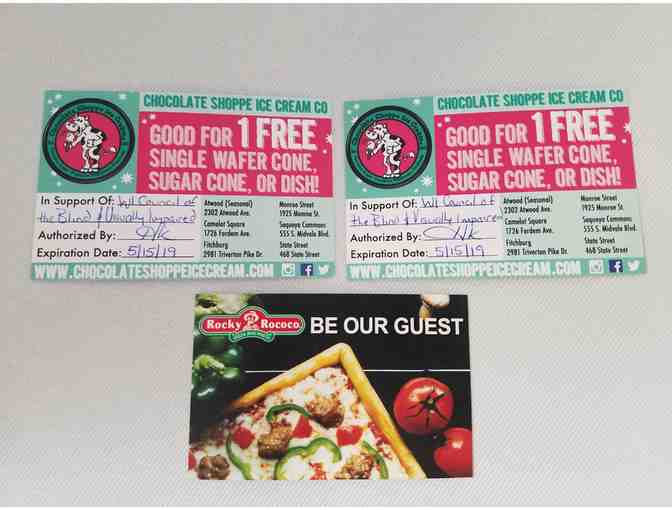 CHOCOLATE SHOPPE ICE CREAM CO
GOOD FOR 1 FREE
SINGLE WAFER CONE,
SUGAR CONE, OR DISH!
In Support Of: WI Council of
the Blind & Visually Impaired
Authorized By:
Expiration Date: 5/15/19
Atwood (Seasonal)
2302 Atwood Ave.
Camelot Square
1726 Fordem Ave.
Fitchburg
2981 Triverton Pike Dr.
Monroe Street
1925 Monroe St.
Sequoya Commons
555 S. Midvale Blvd.
State Street
468 State Street
WWW.CHOCOLATESHOPPEICECREAM.COM
CHOCOLATE SHOPPE ICE CREAM CO
GOOD FOR 1 FREE
SINGLE WAFER CONE,
SUGAR CONE, OR DISH!
In Support Of: WI Council of
the Blind & Visually Impaired
Authorized By:
Expiration Date: 5/15/19
Atwood (Seasonal)
2302 Atwood Ave.
Camelot Square
1726 Fordem Ave.
Fitchburg
2981 Triverton Pike Dr.
Monroe Street
1925 Monroe St.
Sequoya Commons
555 S. Midvale Blvd.
State Street
468 State Street
WWW.CHOCOLATESHOPPEICECREAM.COM
Rocky Rococo
BE OUR GUEST